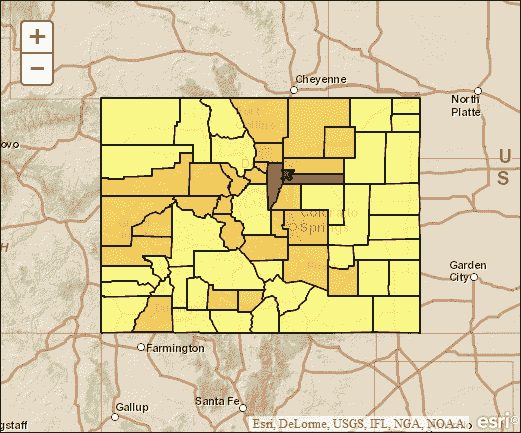 +
Cheyenne
−
North
Platte
ovo
U
S
Colorado
Springs
Garden
City
Farmington
Santa Fe
Gallup
gstaff
Esri, DeLorme, USGS, IFL, NGA, NOAA
esri